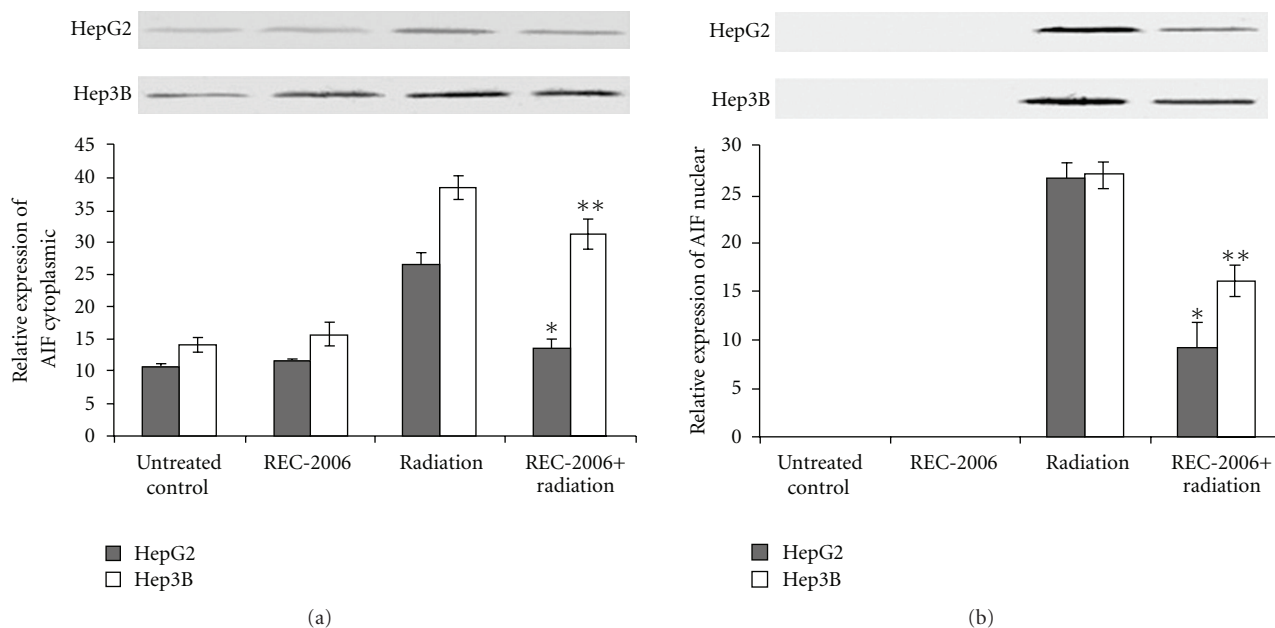 HepG2
Hep3B
Relative expression of
AIF cytoplasmic
45
40
35
30
25
20
15
10
5
0
*
**
Untreated
control
REC-2006
Radiation
REC-2006+
radiation
HepG2
Hep3B
(a)
HepG2
Hep3B
Relative expression of AIF nuclear
30
25
20
15
10
5
0
*
**
Untreated
control
REC-2006
Radiation
REC-2006+
radiation
HepG2
Hep3B
(b)